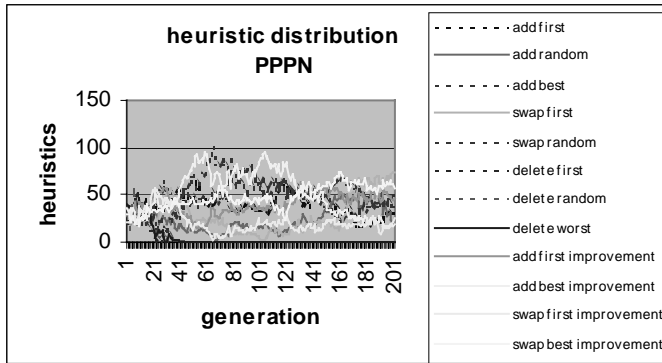 heuristic distribution
PPPN
150
100
50
0
heuristics
1
21
41
61
81
101
121
141
161
181
201
generation
add first
add random
add best
swap first
swap random
delete first
delete random
delete worst
add first improvement
add best improvement
swap first improvement
swap best improvement